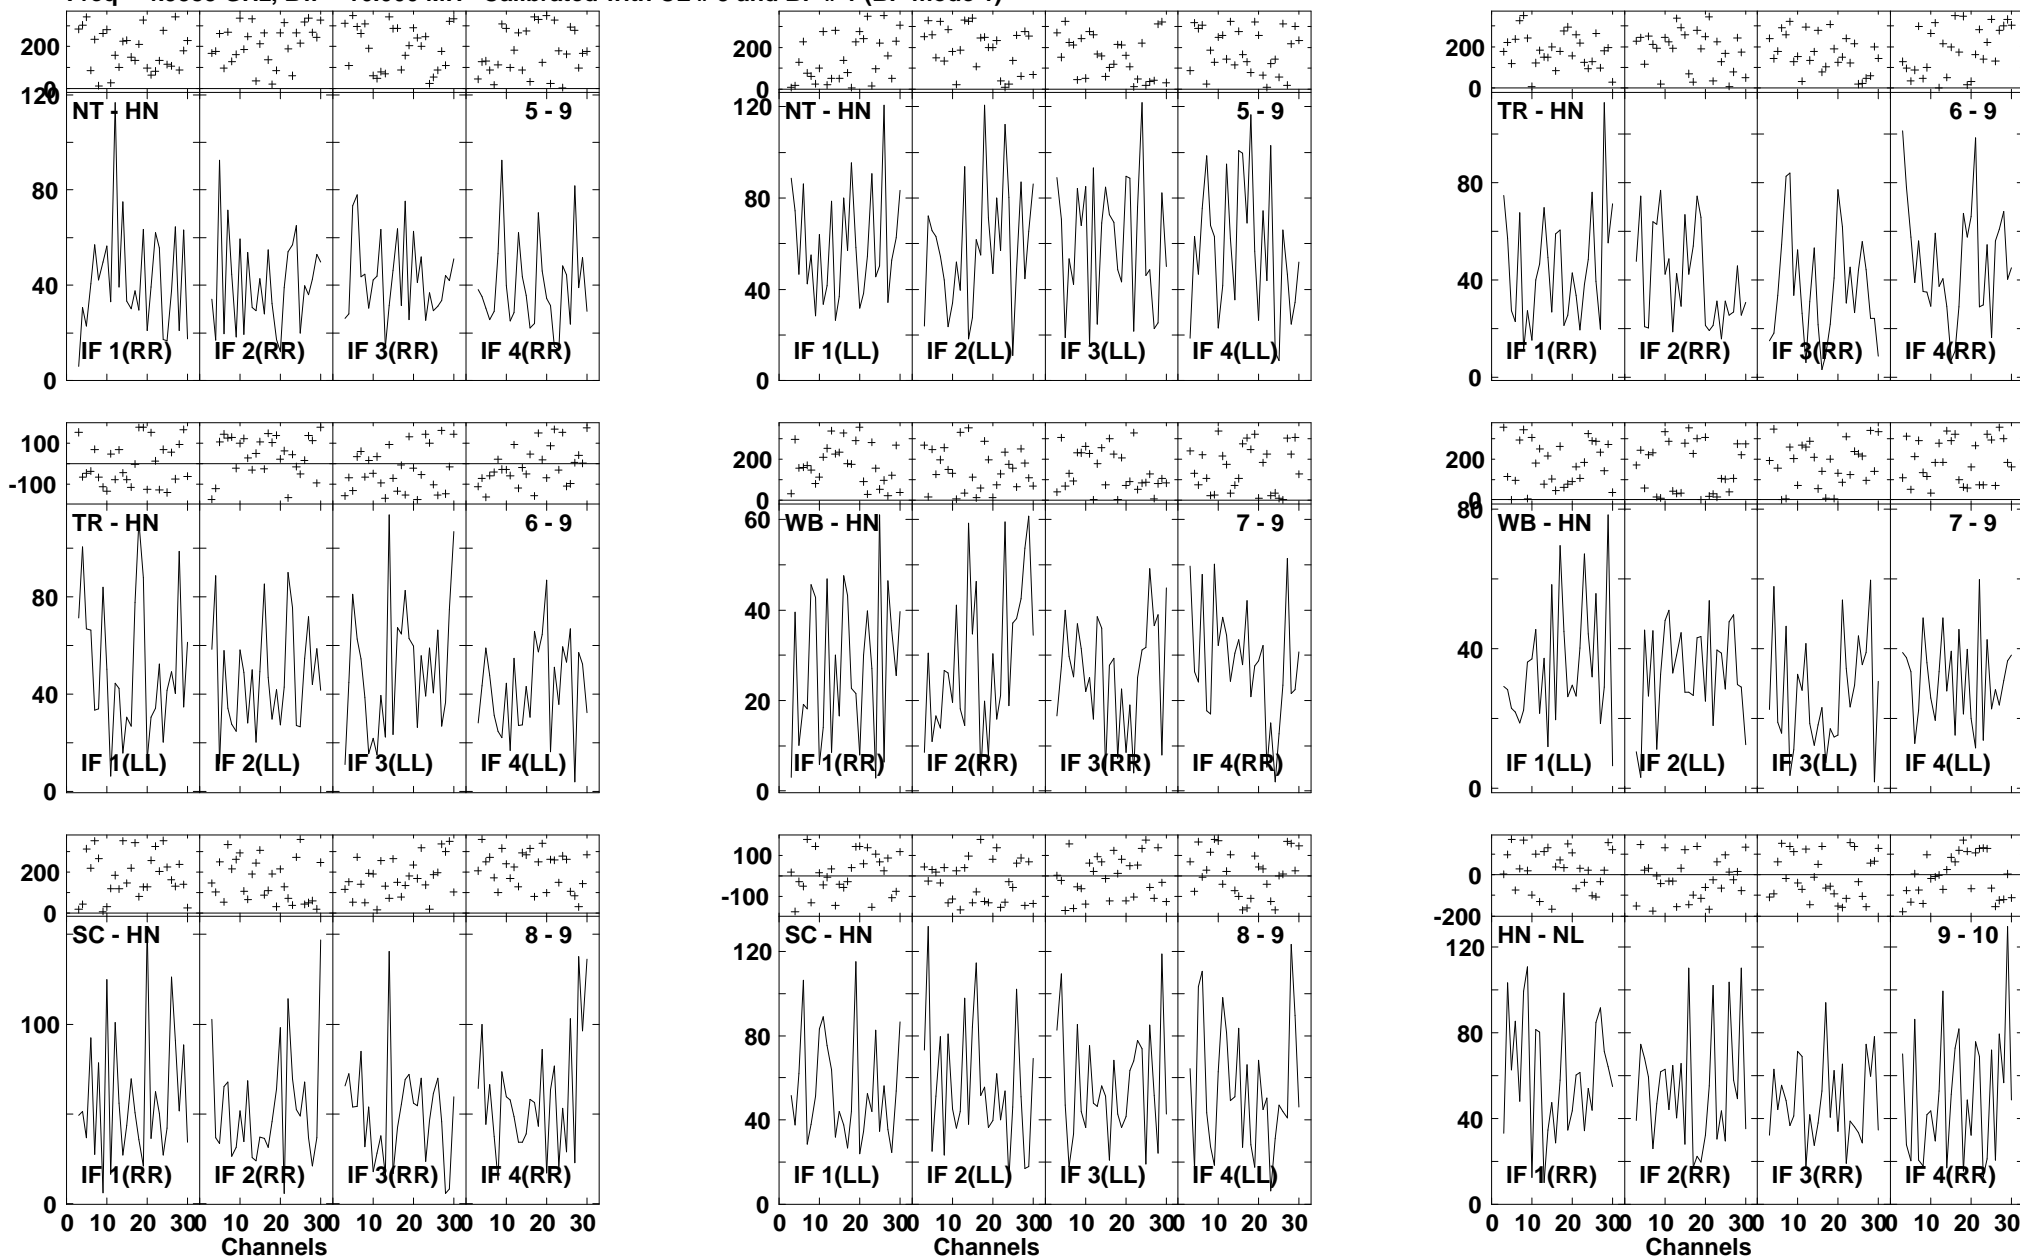 200
0
120
NT - HN
5 - 9
80
40
0
IF 1(RR)
IF 2(RR)
IF 3(RR)
IF 4(RR)
200
0
120
NT - HN
5 - 9
80
40
0
IF 1(LL)
IF 2(LL)
IF 3(LL)
IF 4(LL)
200
0
TR - HN
6 - 9
80
40
0
IF 1(RR)
IF 2(RR)
IF 3(RR)
IF 4(RR)
100
-100
TR - HN
6 - 9
80
40
0
IF 1(LL)
IF 2(LL)
IF 3(LL)
IF 4(LL)
200
0
60
WB - HN
7 - 9
40
20
0
IF 1(RR)
IF 2(RR)
IF 3(RR)
IF 4(RR)
200
0
80
WB - HN
7 - 9
40
0
IF 1(LL)
IF 2(LL)
IF 3(LL)
IF 4(LL)
200
0
SC - HN
8 - 9
100
0
IF 1(RR)
IF 2(RR)
IF 3(RR)
IF 4(RR)
0 10 20 30 0 10 20 30 0 10 20 30 0 10 20 30
Channels
100
-100
SC - HN
8 - 9
120
80
40
0
IF 1(LL)
IF 2(LL)
IF 3(LL)
IF 4(LL)
0 10 20 30 0 10 20 30 0 10 20 30 0 10 20 30
Channels
0
-200
HN - NL
9 - 10
120
80
40
0
IF 1(RR)
IF 2(RR)
IF 3(RR)
IF 4(RR)
0 10 20 30 0 10 20 30 0 10 20 30 0 10 20 30
Channels